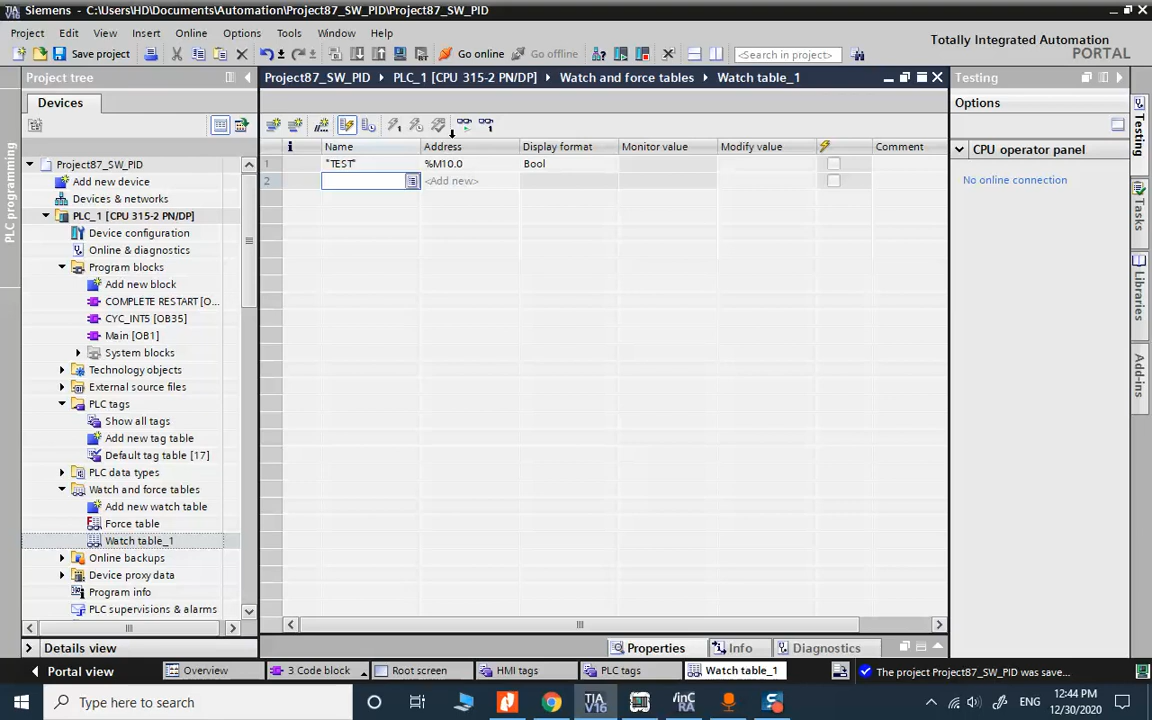 Siemens - C:\Users\HD\Documents\Automation\Project87_SW_PID\Project87_SW_PID
Project Edit View Insert Online Options Tools Window Help
Totally Integrated Automation
PORTAL
Save project
Go online
Go offline
<Search in project>
Project tree
Project87_SW_PID
PLC_1 [CPU 315-2 PN/DP]
Watch and force tables
Watch table_1
Testing
Devices
Options
PLC programming
i Name Address Display format Monitor value Modify value Comment
1 "TEST" %M10.0 Bool
2 <Add new>
CPU operator panel
No online connection
Project87_SW_PID
Add new device
Devices & networks
PLC_1 [CPU 315-2 PN/DP]
Device configuration
Online & diagnostics
Program blocks
Add new block
COMPLETE RESTART [O...
CYC_INT5 [OB35]
Main [OB1]
System blocks
Technology objects
External source files
PLC tags
Show all tags
Add new tag table
Default tag table [17]
PLC data types
Watch and force tables
Add new watch table
Force table
Watch table_1
Online backups
Device proxy data
Program info
PLC supervisions & alarms
Testing
Tasks
Libraries
Add-ins
Details view
Properties
Info
Diagnostics
Portal view
Overview
3 Code block
Root screen
HMI tags
PLC tags
Watch table_1
The project Project87_SW_PID was save...
Type here to search
ENG
12:44 PM
12/30/2020